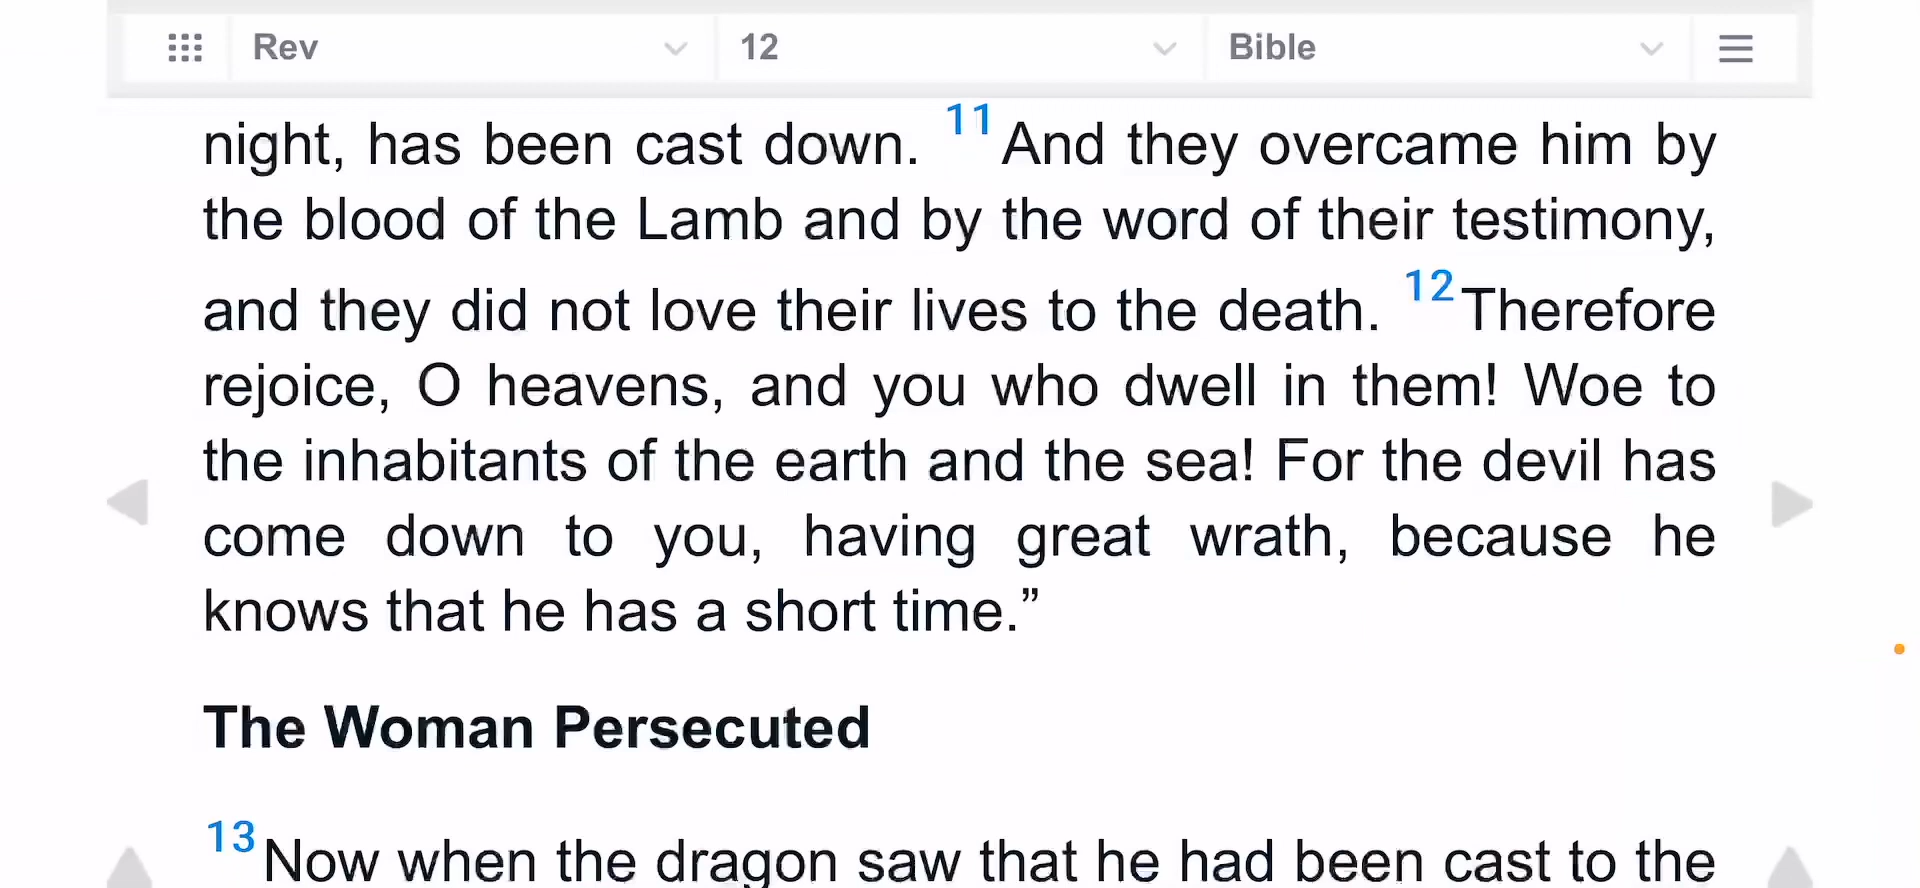 Rev 12 Bible
night, has been cast down. 11 And they overcame him by
the blood of the Lamb and by the word of their testimony,
and they did not love their lives to the death. 12 Therefore
rejoice, O heavens, and you who dwell in them! Woe to
the inhabitants of the earth and the sea! For the devil has
come down to you, having great wrath, because he
knows that he has a short time.”
The Woman Persecuted
13 Now when the dragon saw that he had been cast to the